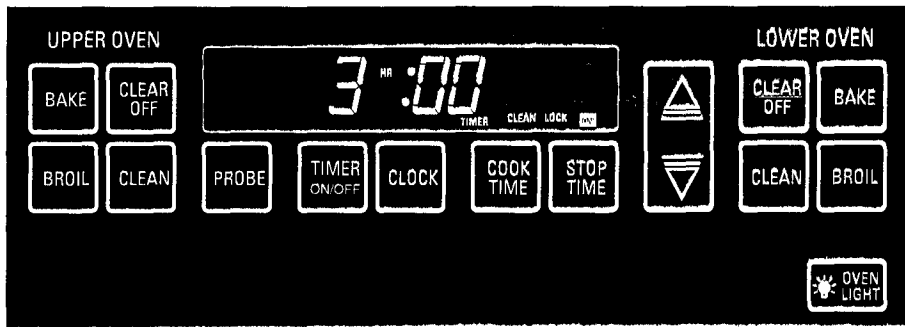 UPPER OVEN
LOWER OVEN
BAKE
CLEAR
OFF
3 HR :00
TIMER CLEAN LOCK
CLEAR
OFF
BAKE
BROIL
CLEAN
PROBE
TIMER
ON/OFF
CLOCK
COOK
TIME
STOP
TIME
CLEAN
BROIL
OVEN
LIGHT